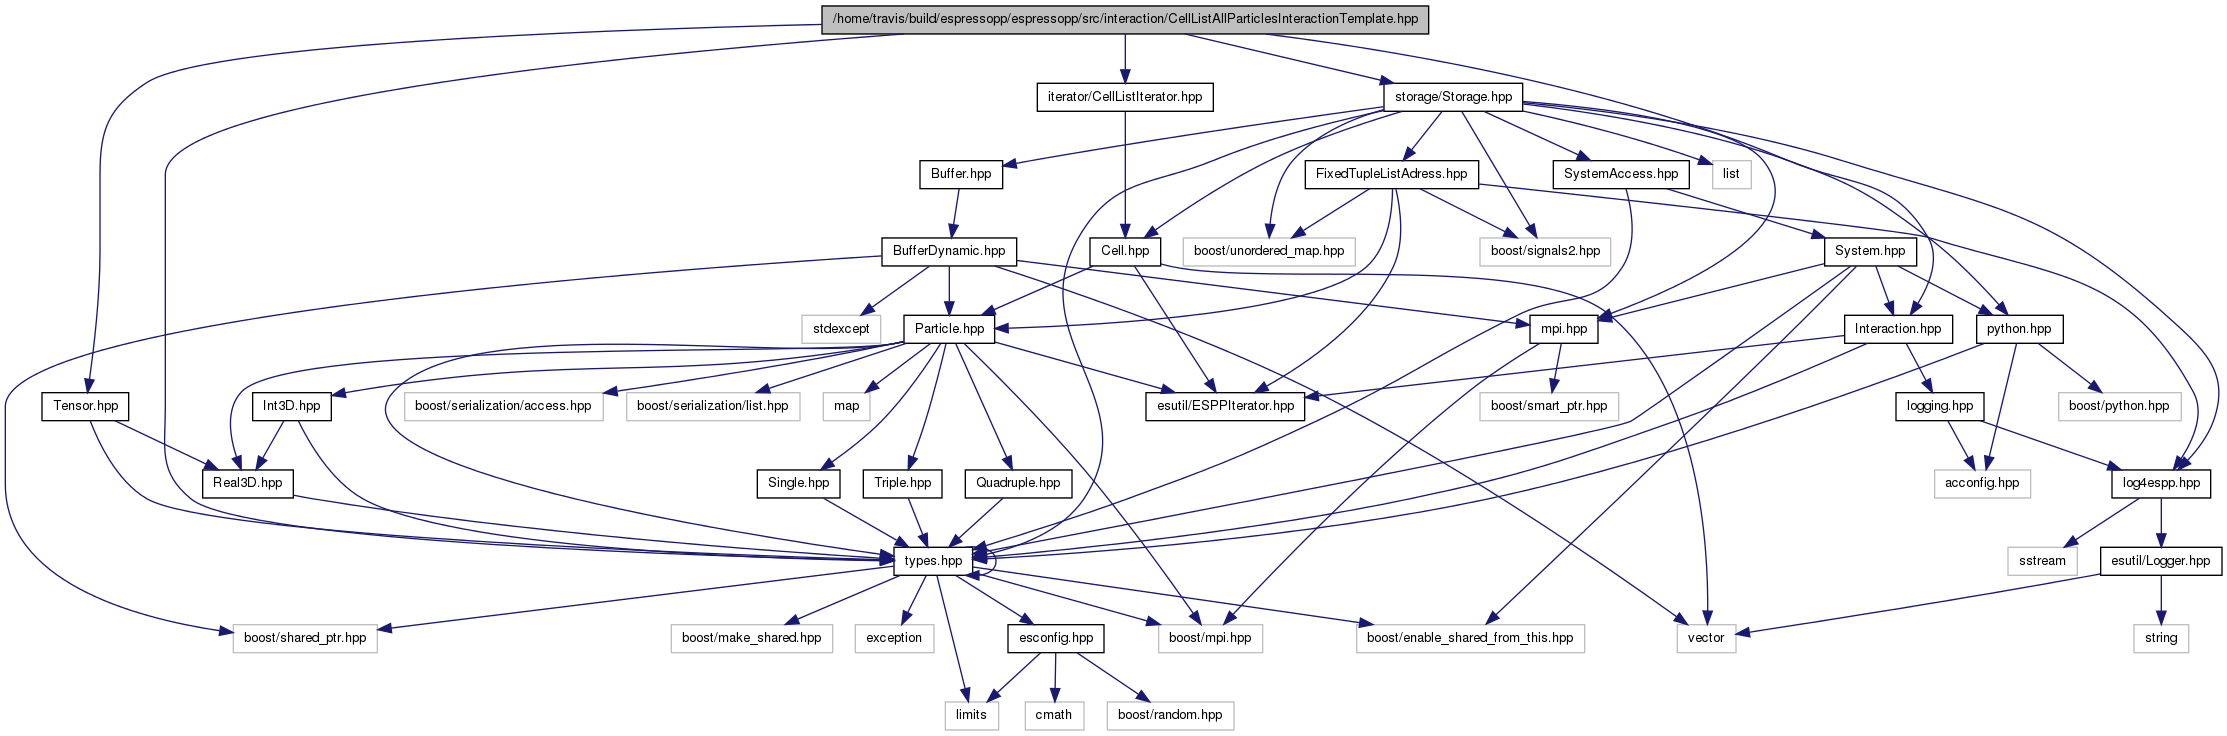 /home/travis/build/espressopp/espressopp/src/interaction/CellListAllParticlesInteractionTemplate.hpp
iterator/CellListIterator.hpp
storage/Storage.hpp
Buffer.hpp
FixedTupleListAdress.hpp
SystemAccess.hpp
list
BufferDynamic.hpp
Cell.hpp
boost/unordered_map.hpp
boost/signals2.hpp
System.hpp
stdexcept
Particle.hpp
mpi.hpp
Interaction.hpp
python.hpp
Tensor.hpp
Int3D.hpp
boost/serialization/access.hpp
boost/serialization/list.hpp
map
esutil/ESPPIterator.hpp
boost/smart_ptr.hpp
logging.hpp
boost/python.hpp
Real3D.hpp
Single.hpp
Triple.hpp
Quadruple.hpp
acconfig.hpp
log4espp.hpp
types.hpp
sstream
esutil/Logger.hpp
boost/shared_ptr.hpp
boost/make_shared.hpp
exception
esconfig.hpp
boost/mpi.hpp
boost/enable_shared_from_this.hpp
vector
string
limits
cmath
boost/random.hpp